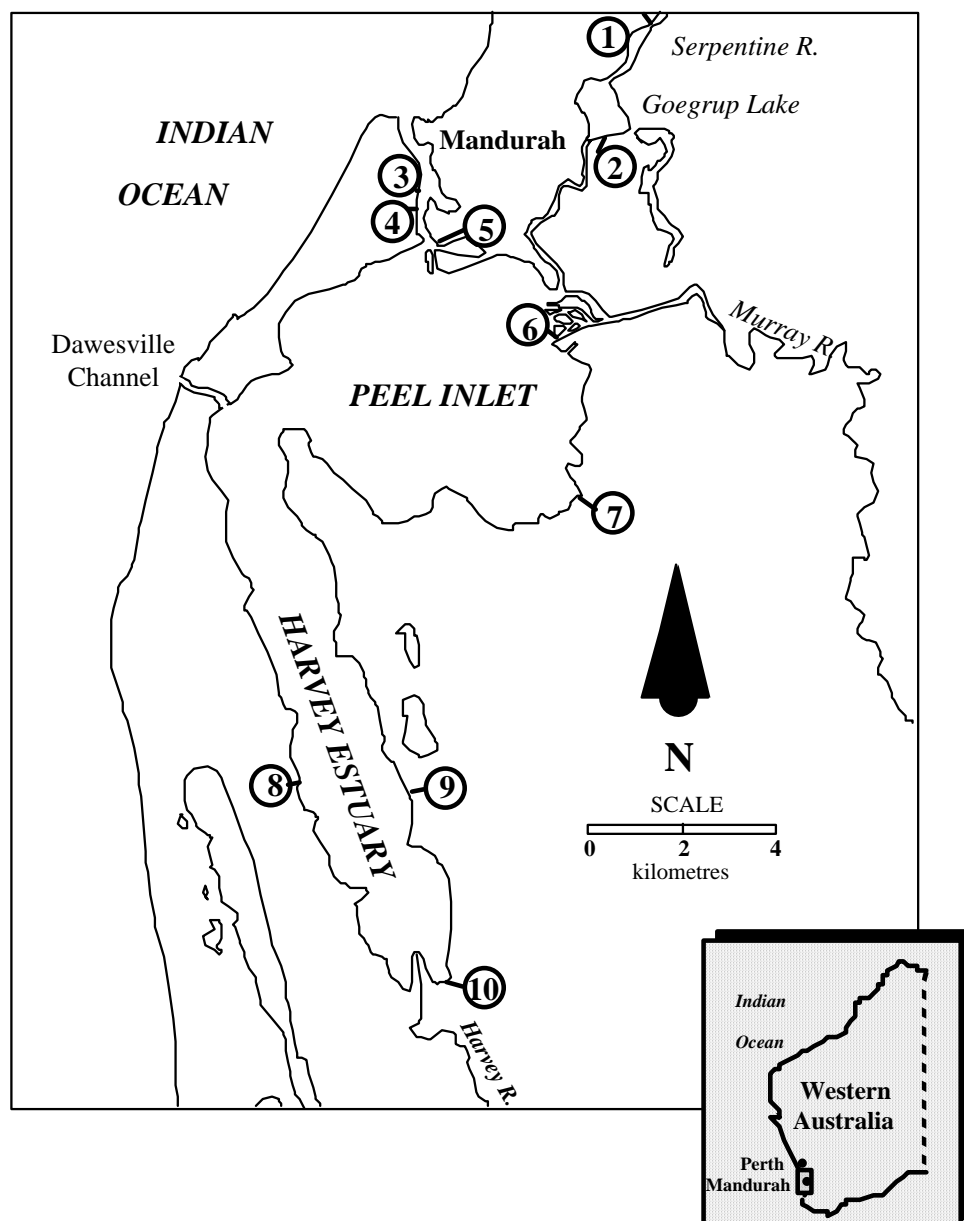 1
Serpentine R.
Goegrup Lake
INDIAN
OCEAN
Mandurah
2
3
4
5
6
Murray R.
Dawesville
Channel
PEEL INLET
7
HARVEY ESTUARY
N
8
9
SCALE
0 2 4
kilometres
10
Harvey R.
Indian
Ocean
Western
Australia
Perth
Mandurah